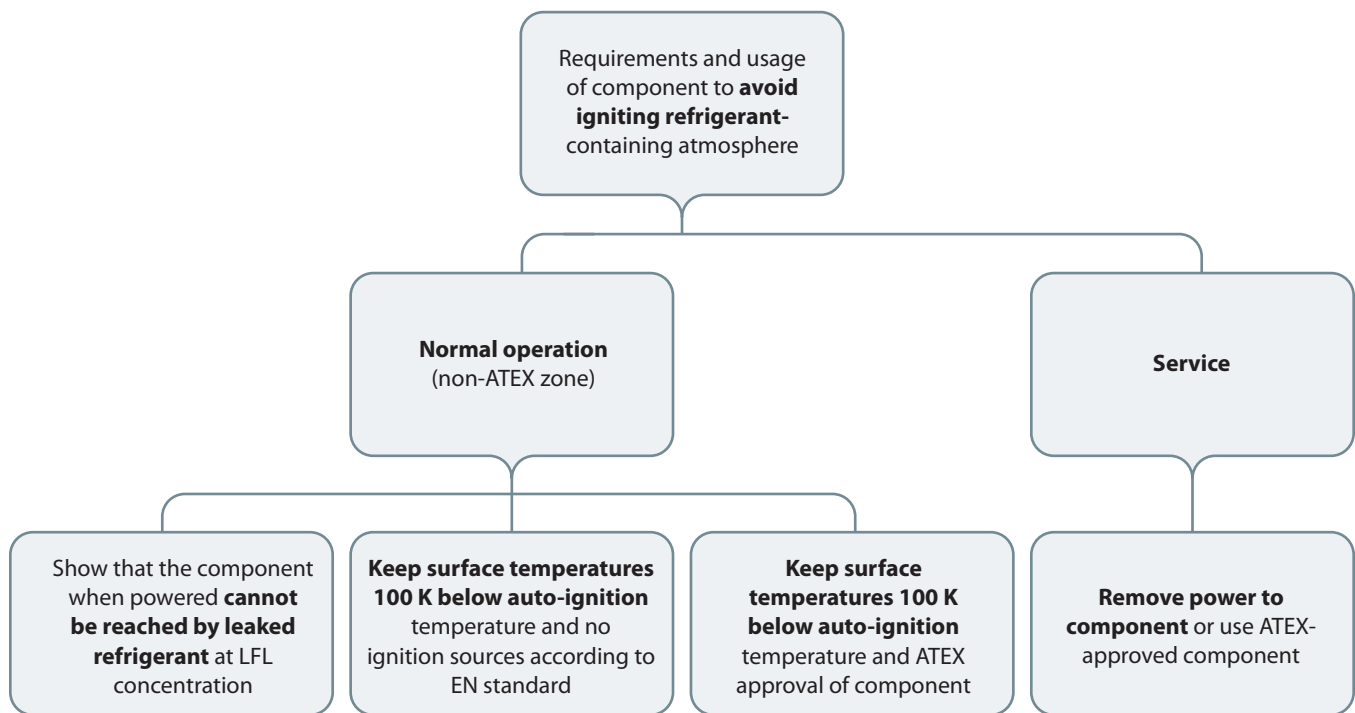 Requirements and usage
of component to avoid
igniting refrigerant-
containing atmosphere
Normal operation
(non-ATEX zone)
Service
Show that the component
when powered cannot
be reached by leaked
refrigerant at LFL
concentration
Keep surface temperatures
100 K below auto-ignition
temperature and no
ignition sources according to
EN standard
Keep surface
temperatures 100 K
below auto-ignition
temperature and ATEX
approval of component
Remove power to
component or use ATEX-
approved component